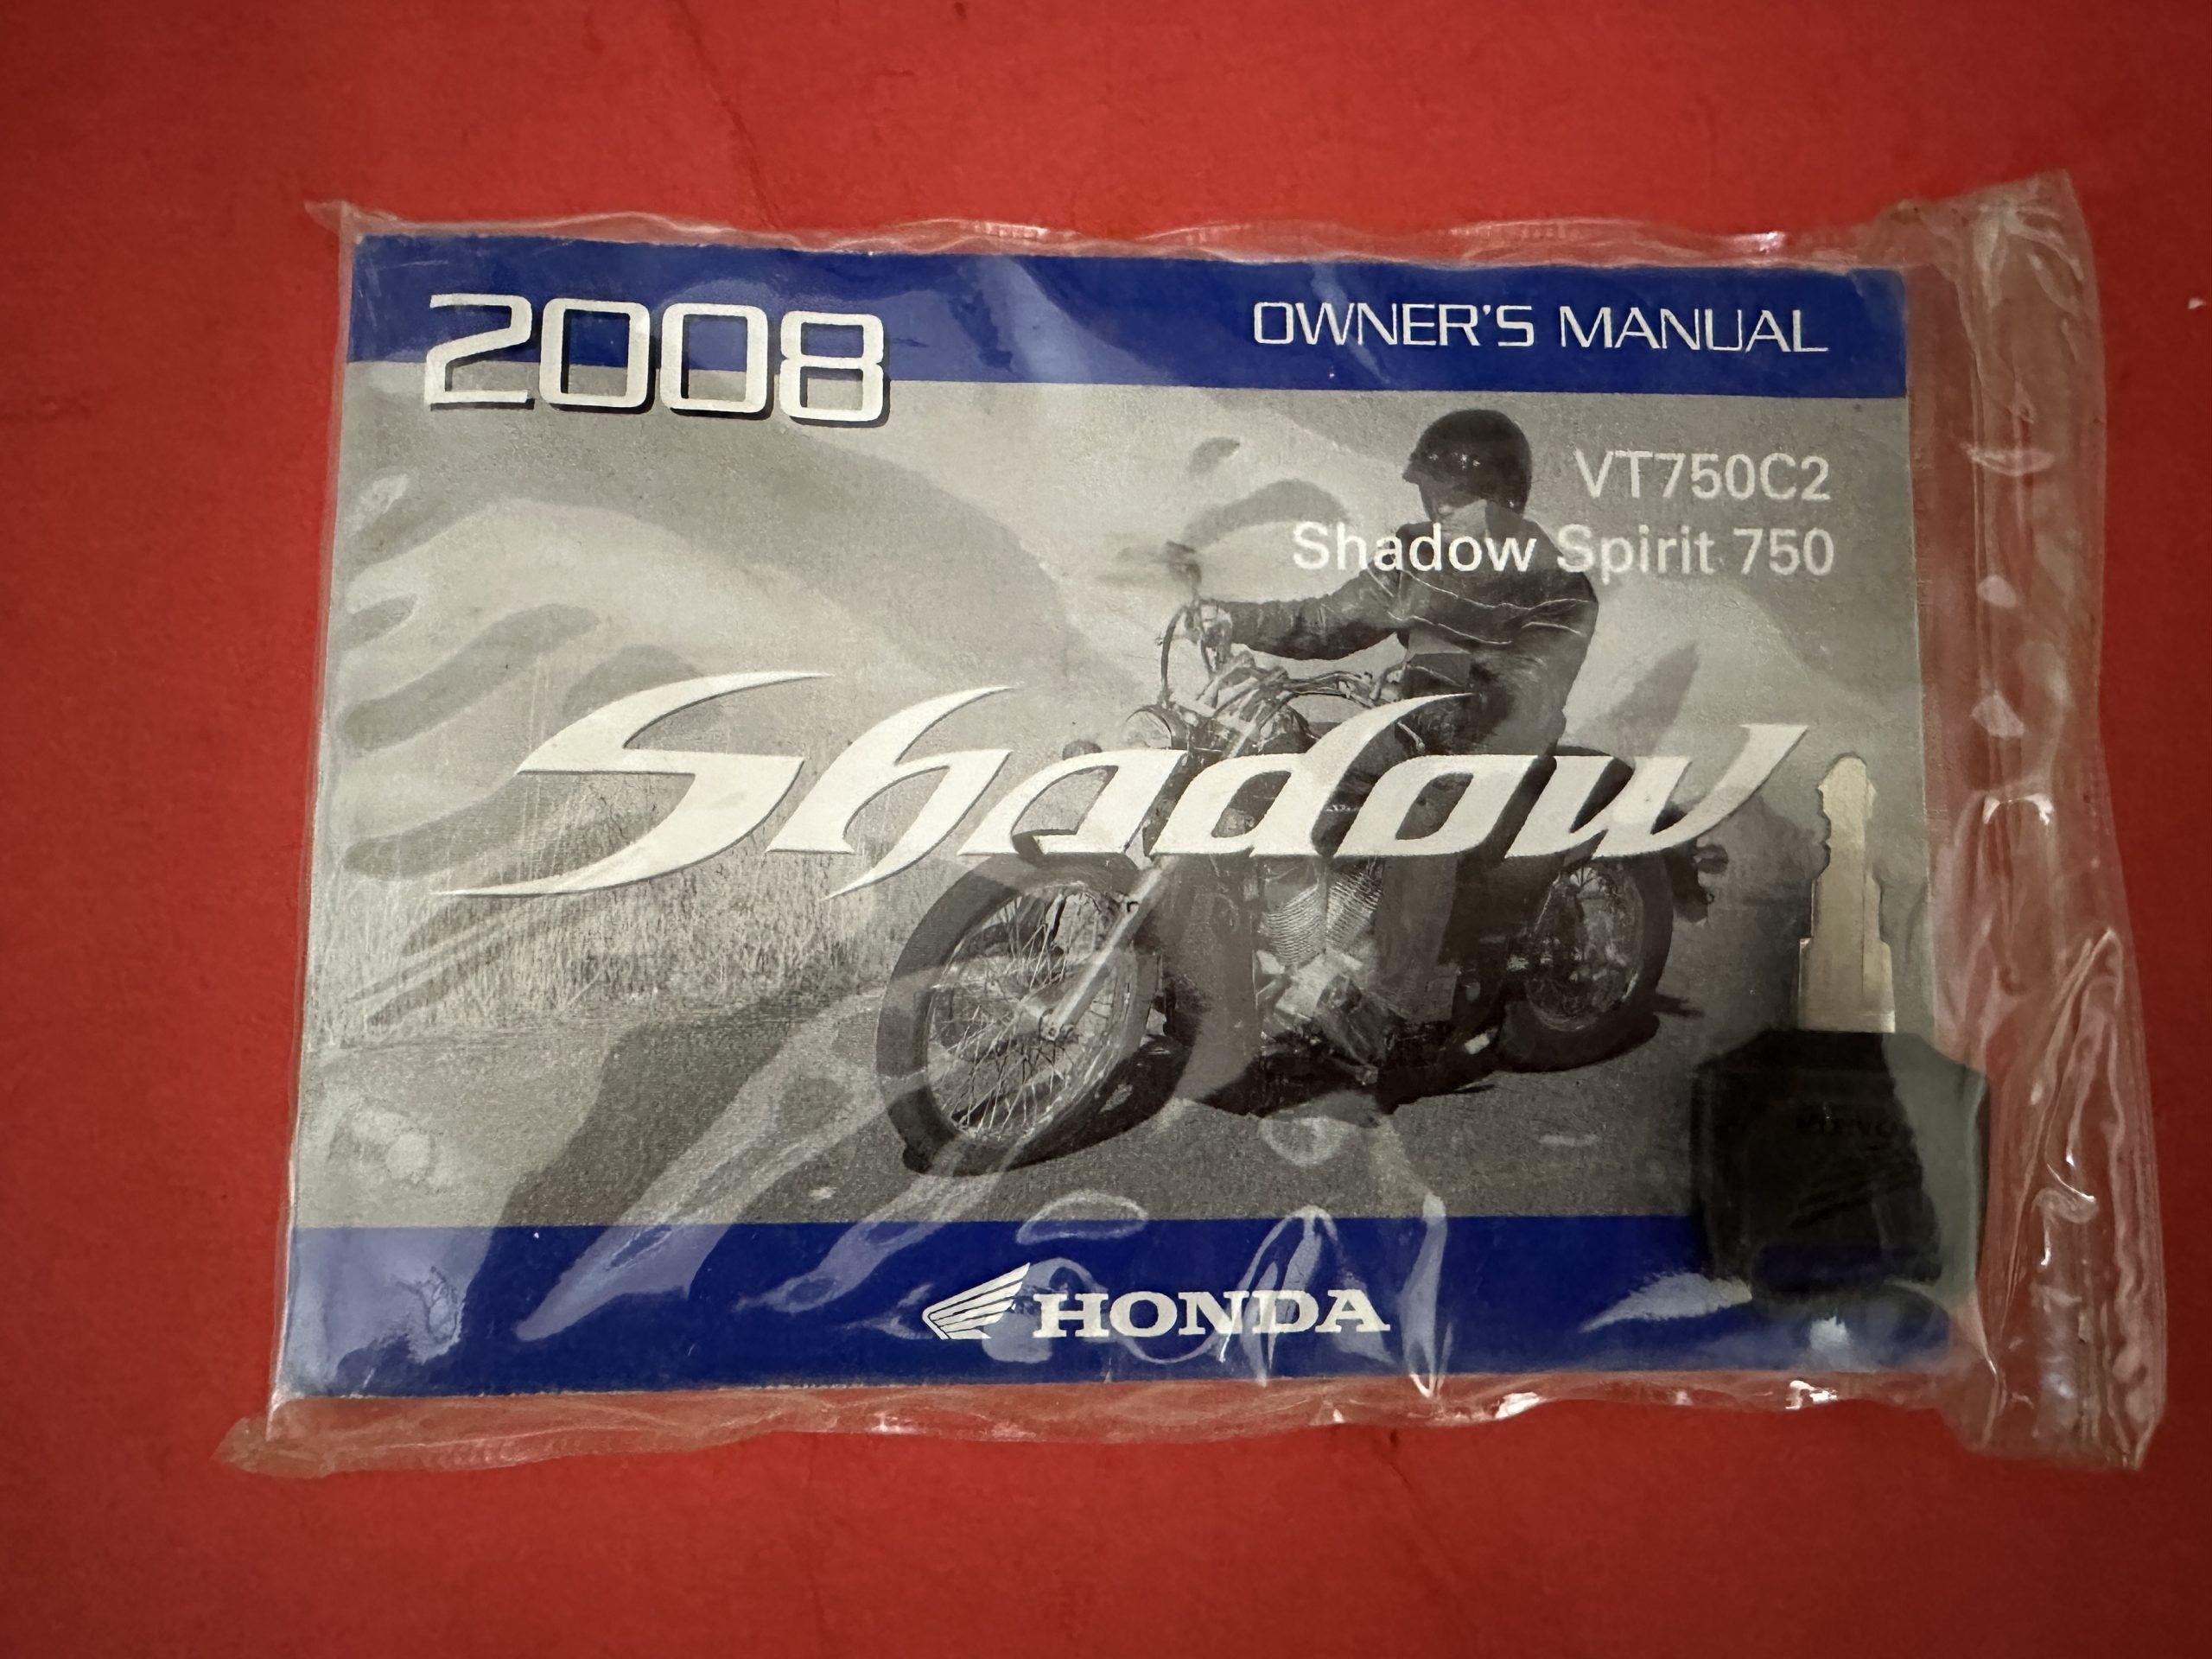 2008
OWNER'S MANUAL
VT750C2
Shadow Spirit 750
Shadow
HONDA